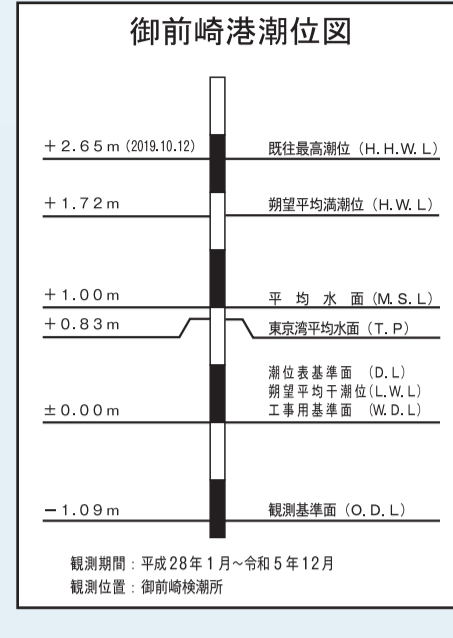 御前崎港潮位図
+2.65m (2019.10.12) 既往最高潮位 (H.H.W.L)
+1.72m 朔望平均満潮位 (H.W.L)
+1.00m 平均水面 (M.S.L)
+0.83m 東京湾平均水面 (T.P)
潮位表基準面 (D.L)
朔望平均干潮位(L.W.L)
±0.00m 工事用基準面 (W.D.L)
−1.09m 観測基準面 (O.D.L)
観測期間:平成28年1月~令和5年12月
観測位置:御前崎検潮所